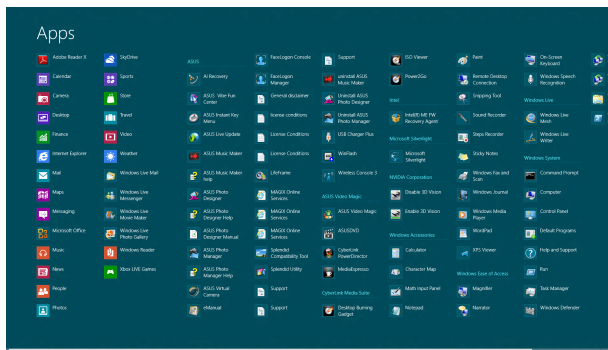 Apps
Adobe Reader X
Calendar
Camera
Desktop
Finance
Internet Explorer
Mail
Maps
Messaging
Microsoft Office
Music
News
People
Photos
SkyDrive
Sports
Store
Travel
Video
Weather
Windows Live Mail
Windows Live
Messenger
Windows Live
Movie Maker
Windows Live
Photo Gallery
Windows Reader
Xbox LIVE Games
ASUS
AI Recovery
ASUS Vibe Fun
Center
ASUS Instant Key
Menu
ASUS Live Update
ASUS Music Maker
ASUS Music Maker
help
ASUS Photo
Designer
ASUS Photo
Designer Help
ASUS Photo
Designer Manual
ASUS Photo
Manager
ASUS Photo
Manager Help
ASUS Virtual
Camera
eManual
FaceLogon Console
FaceLogon
Manager
General disclaimer
license conditions
License Conditions
License Conditions
LifeFrame
MAGIX Online
Services
MAGIX Online
Services
MAGIX Online
Services
Splendid
Compatibility Tool
Splendid Utility
Support
Support
Support
uninstall ASUS
Music Maker
Uninstall ASUS
Photo Designer
Uninstall ASUS
Photo Manager
USB Charger Plus
WinFlash
Wireless Console 3
ASUS Video Magic
ASUS Video Magic
ASUSDVD
CyberLink
PowerDirector
MediaEspresso
CyberLink Media Suite
Desktop Burning
Gadget
ISO Viewer
Power2Go
Intel
Intel(R) ME FW
Recovery Agent
Microsoft Silverlight
Microsoft
Silverlight
NVIDIA Corporation
Disable 3D Vision
Enable 3D Vision
Windows Accessories
Calculator
Character Map
Math Input Panel
Notepad
Paint
Remote Desktop
Connection
Snipping Tool
Sound Recorder
Steps Recorder
Sticky Notes
Windows Fax and
Scan
Windows Journal
Windows Media
Player
WordPad
XPS Viewer
Windows Ease of Access
Magnifier
Narrator
On-Screen
Keyboard
Windows Speech
Recognition
Windows Live
Windows Live
Mesh
Windows Live
Writer
Windows System
Command Prompt
Computer
Control Panel
Default Programs
Help and Support
Run
Task Manager
Windows Defender